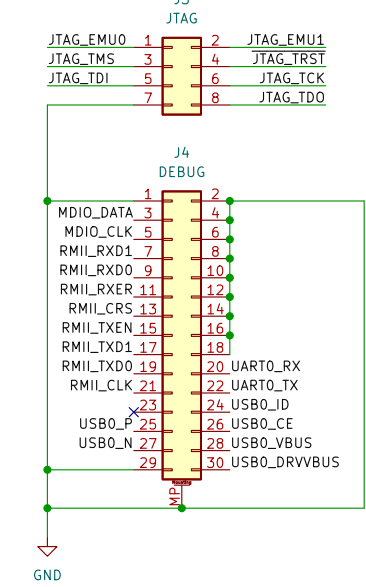 J3
JTAG
JTAG_EMU0 1 2 JTAG_EMU1
JTAG_TMS 3 4 JTAG_TRST
JTAG_TDI 5 6 JTAG_TCK
7 8 JTAG_TDO
J4
DEBUG
1 2
MDIO_DATA 3 4
MDIO_CLK 5 6
RMII_RXD1 7 8
RMII_RXD0 9 10
RMII_RXER 11 12
RMII_CRS 13 14
RMII_TXEN 15 16
RMII_TXD1 17 18
RMII_TXD0 19 20 UART0_RX
RMII_CLK 21 22 UART0_TX
23 24 USB0_ID
USB0_P 25 26 USB0_CE
USB0_N 27 28 USB0_VBUS
29 30 USB0_DRVVBUS
Mounting
MP
GND